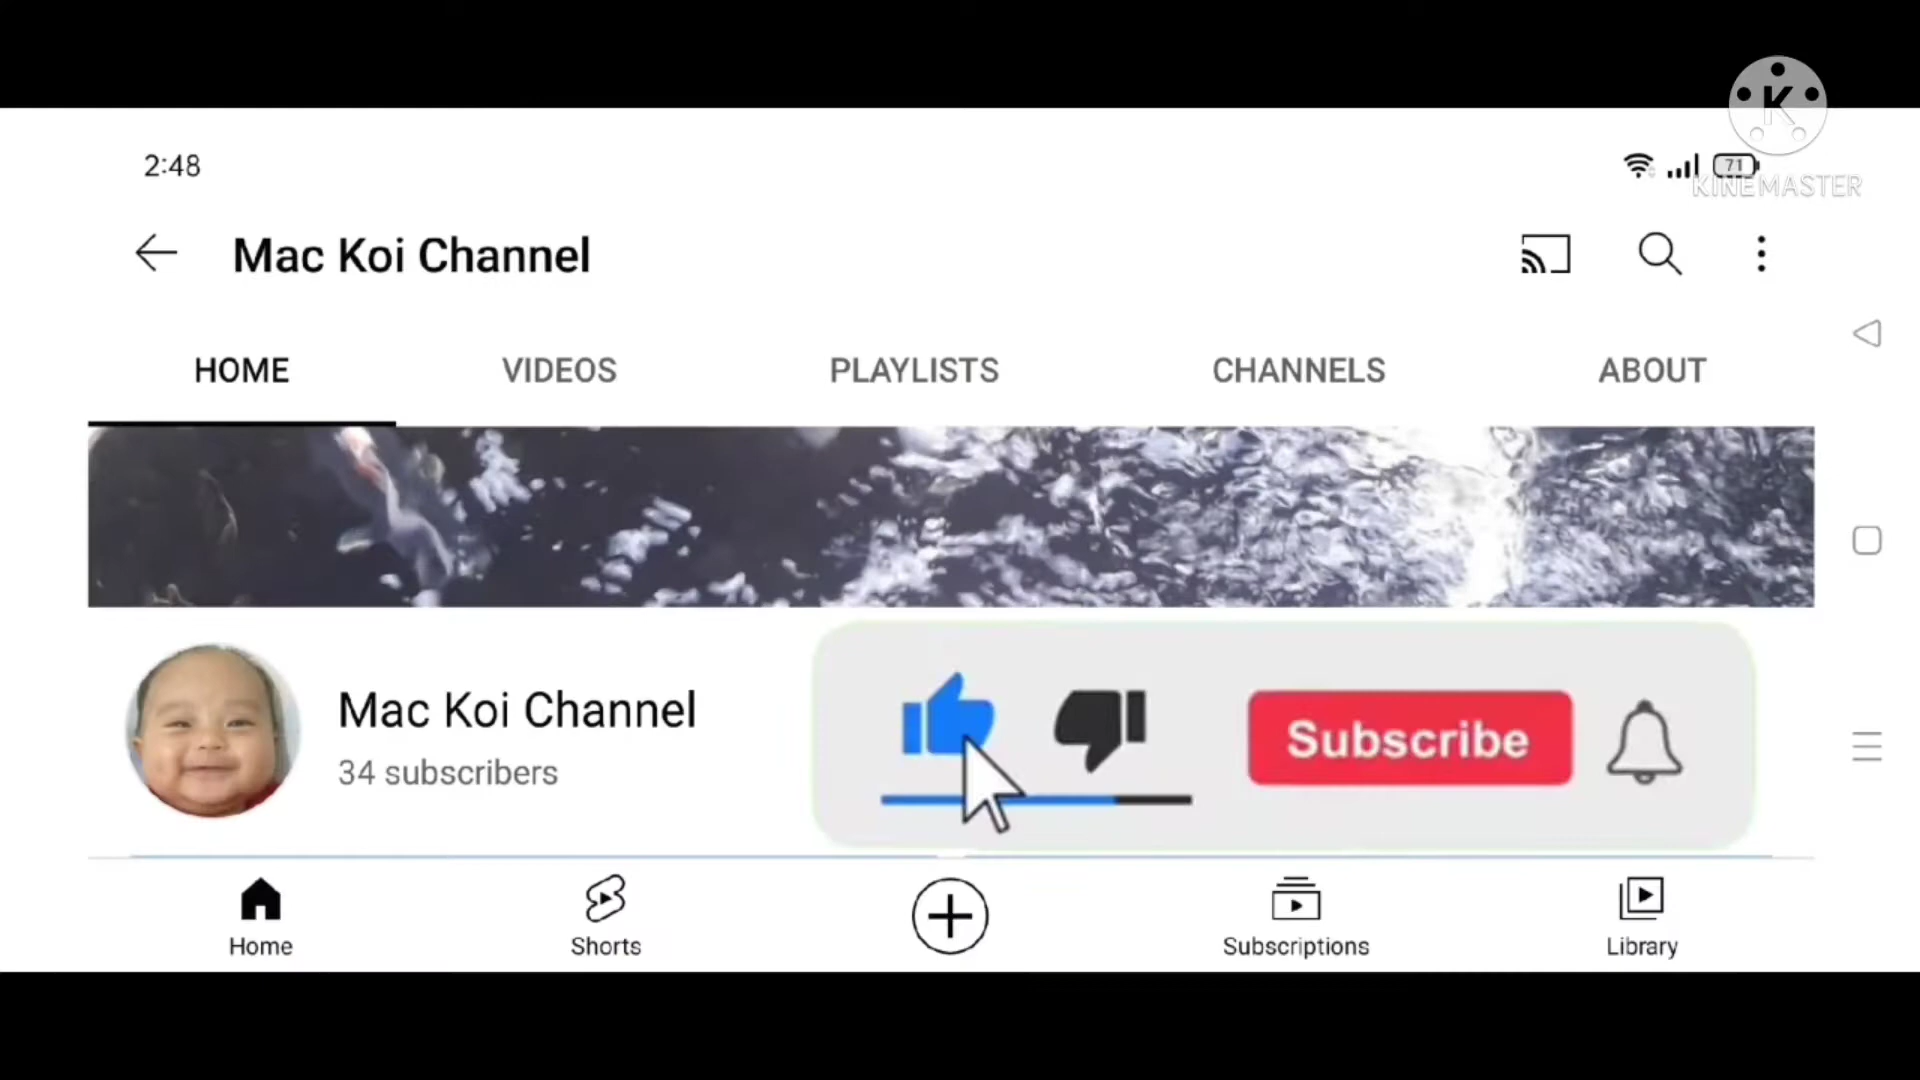 K
KINEMASTER
2:48
71
Mac Koi Channel
HOME
VIDEOS
PLAYLISTS
CHANNELS
ABOUT
Mac Koi Channel
34 subscribers
Subscribe
Home
Shorts
Subscriptions
Library